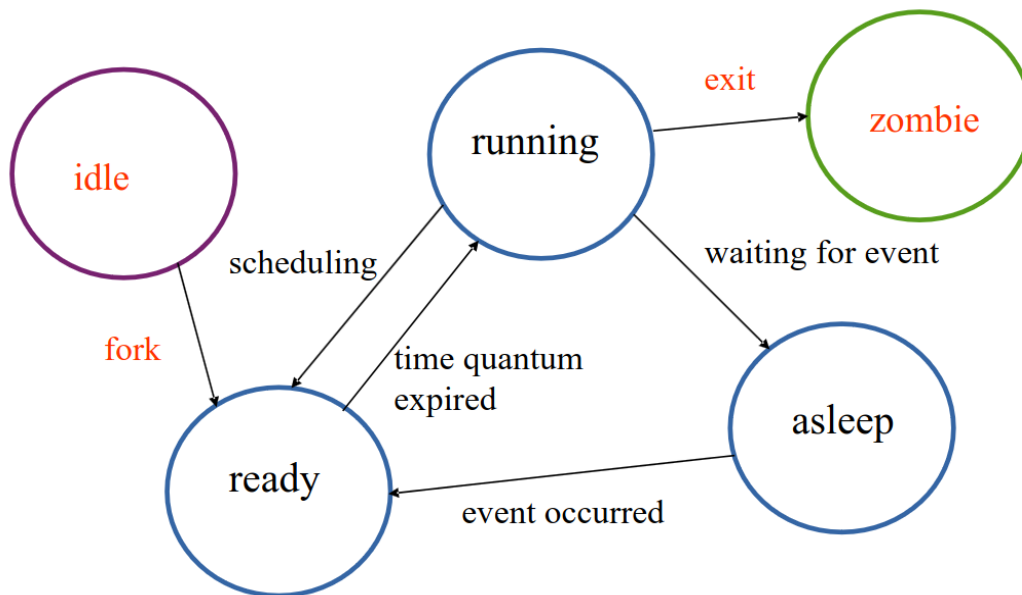 exit
zombie
running
idle
waiting for event
scheduling
fork
time quantum
expired
asleep
ready
event occurred